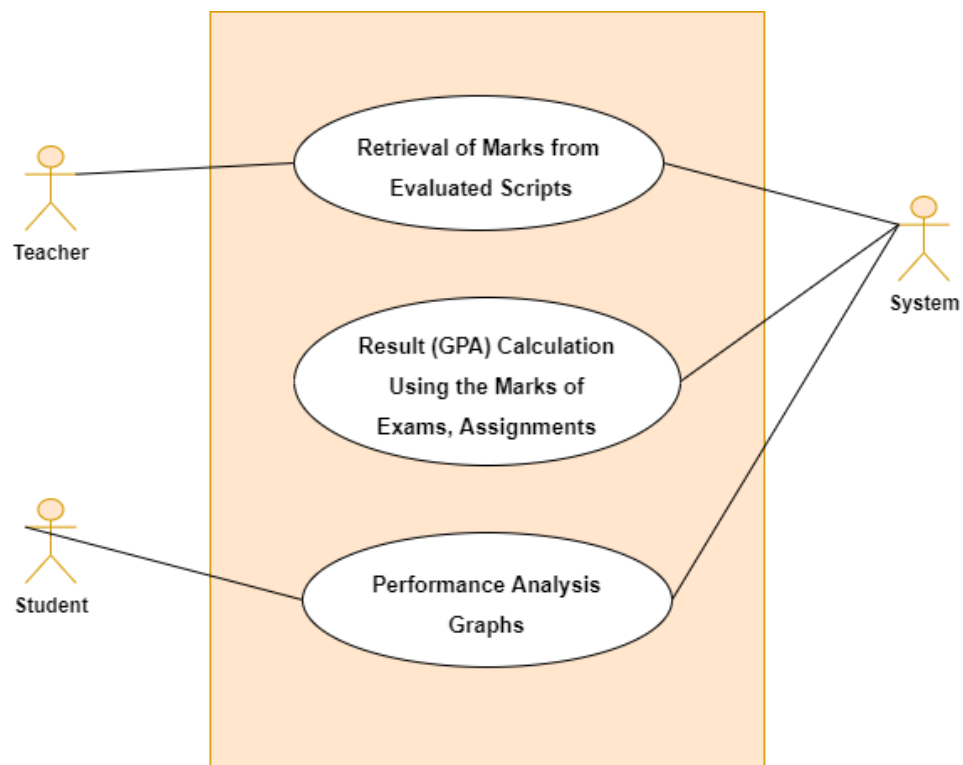 Retrieval of Marks from
Evaluated Scripts
Teacher
System
Result (GPA) Calculation
Using the Marks of
Exams, Assignments
Student
Performance Analysis
Graphs